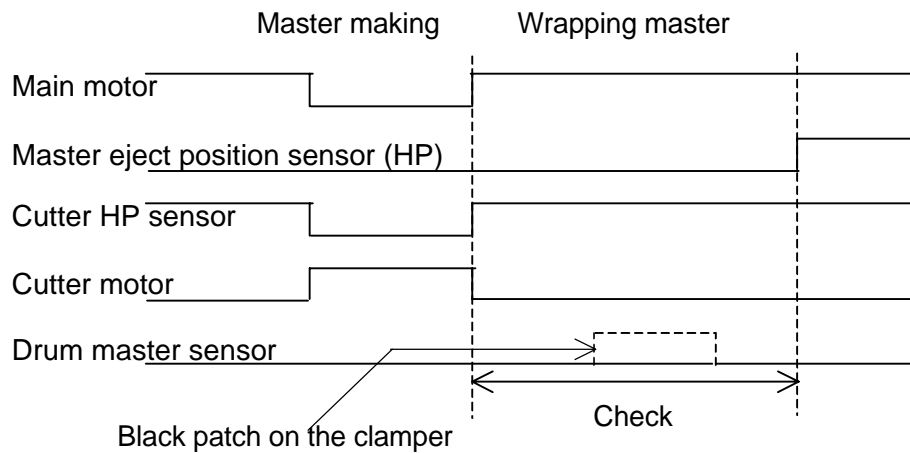 Master making Wrapping master
Main motor
Master eject position sensor (HP)
Cutter HP sensor
Cutter motor
Drum master sensor
Check
Black patch on the clamper